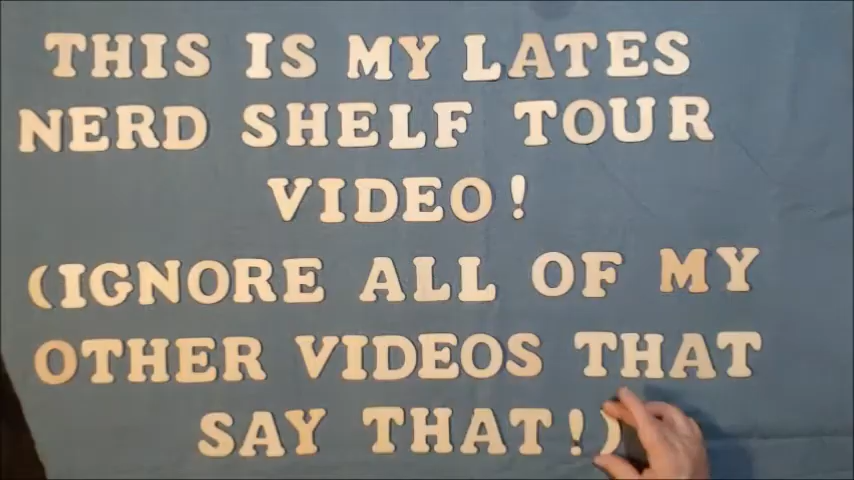 THIS IS MY LATES
NERD SHELF TOUR
VIDEO!
(IGNORE ALL OF MY
OTHER VIDEOS THAT
SAY THAT!)